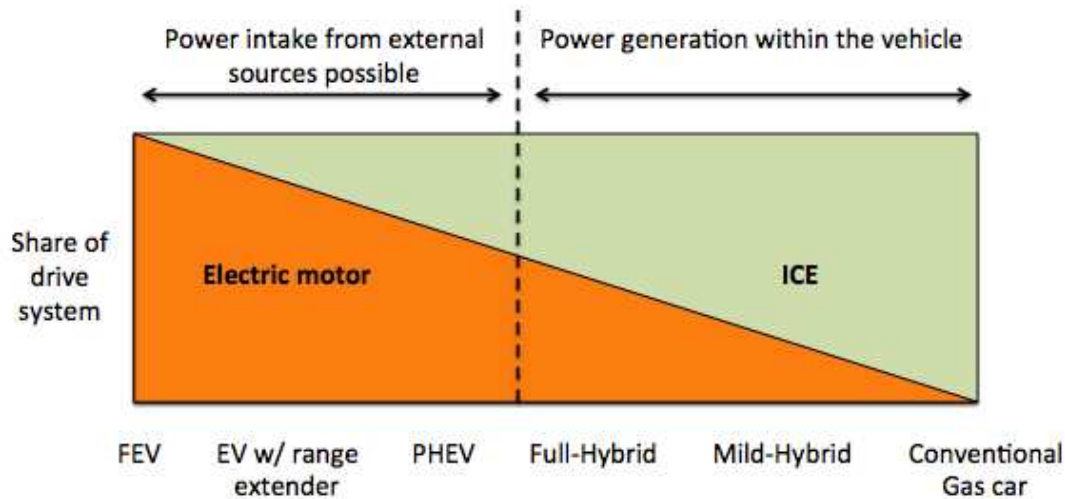 Power intake from external
sources possible
Power generation within the vehicle
Share of
drive
system
Electric motor
ICE
FEV
EV w/ range
extender
PHEV
Full-Hybrid
Mild-Hybrid
Conventional
Gas car